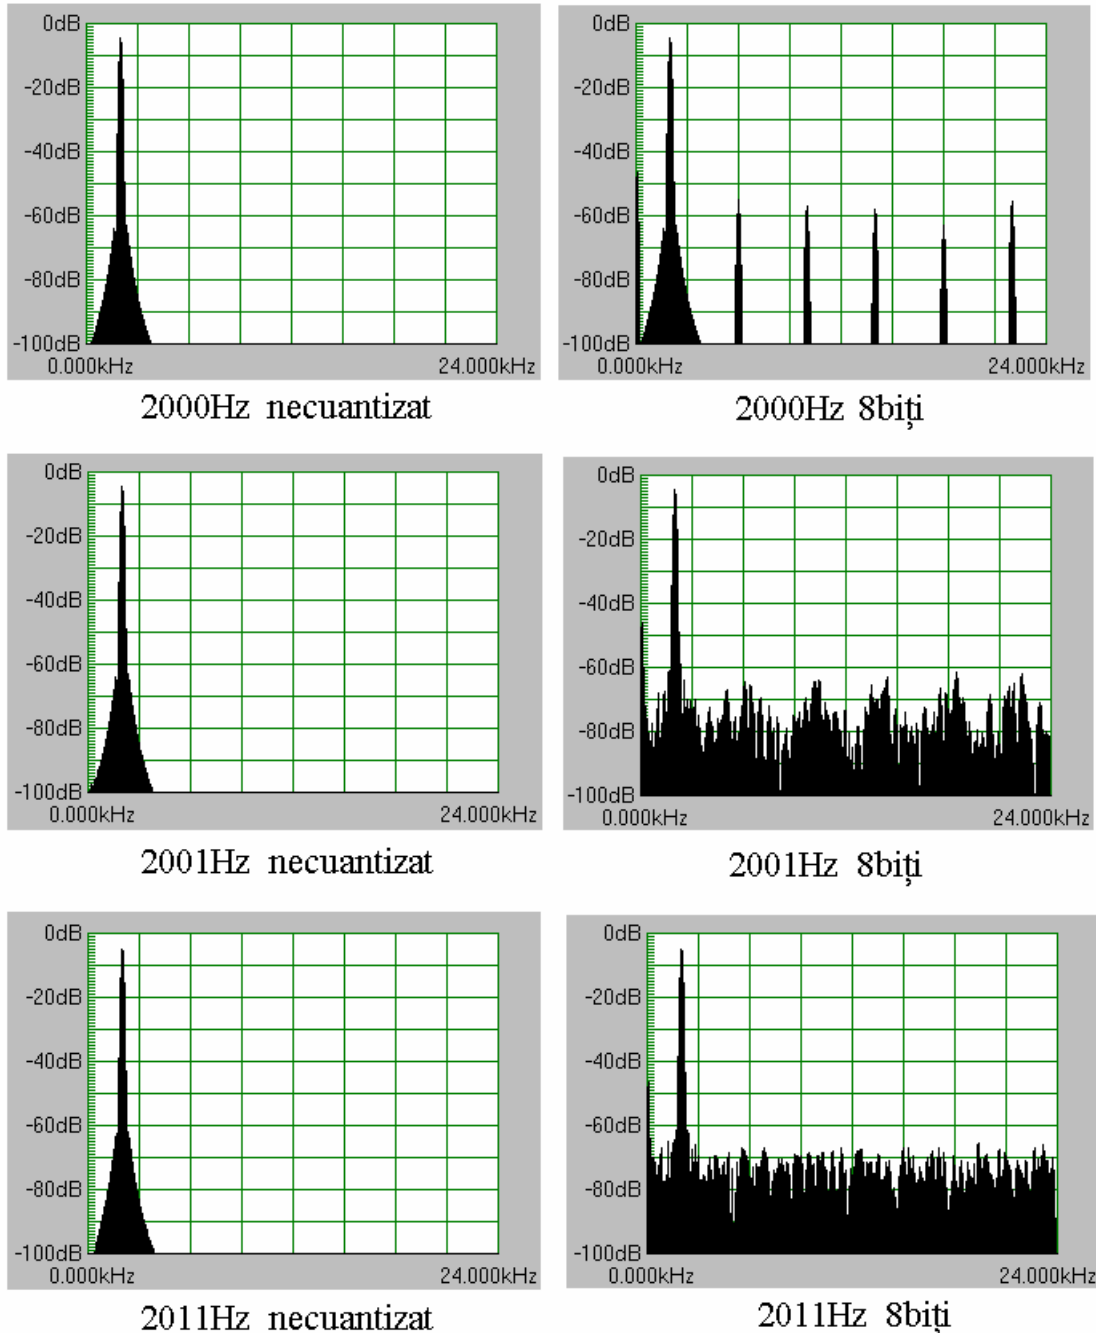 0dB 0dB
-20dB -20dB
-40dB -40dB
-60dB -60dB
-80dB -80dB
-100dB -100dB
0.000kHz 24.000kHz 0.000kHz 24.000kHz
2000Hz necuantizat 2000Hz 8biți
0dB 0dB
-20dB -20dB
-40dB -40dB
-60dB -60dB
-80dB -80dB
-100dB -100dB
0.000kHz 24.000kHz 0.000kHz 24.000kHz
2001Hz necuantizat 2001Hz 8biți
0dB 0dB
-20dB -20dB
-40dB -40dB
-60dB -60dB
-80dB -80dB
-100dB -100dB
0.000kHz 24.000kHz 0.000kHz 24.000kHz
2011Hz necuantizat 2011Hz 8biți